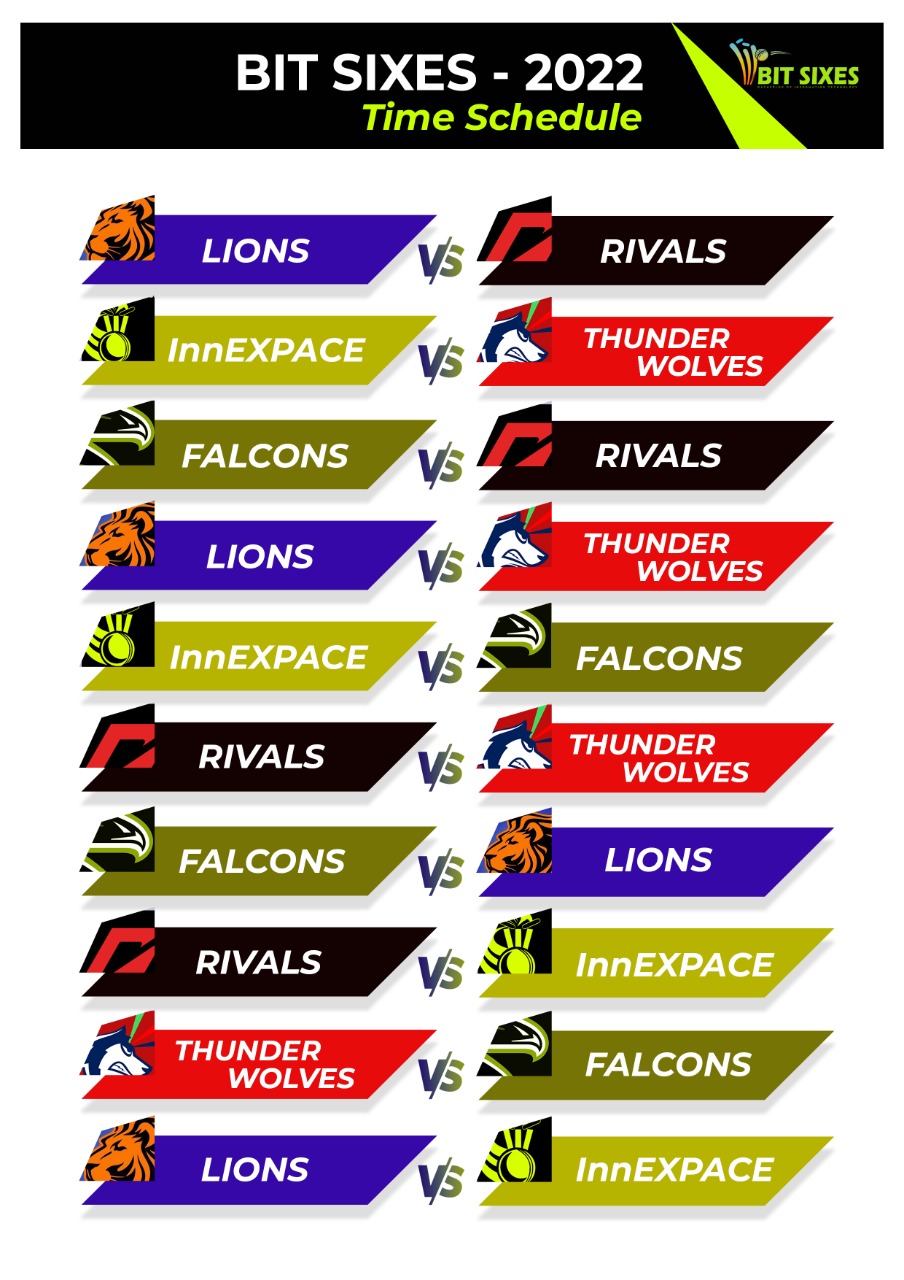 BIT SIXES - 2022
Time Schedule
BIT SIXES
LIONS
VS
RIVALS
InnEXPACE
VS
THUNDER
WOLVES
FALCONS
VS
RIVALS
LIONS
VS
THUNDER
WOLVES
InnEXPACE
VS
FALCONS
RIVALS
VS
THUNDER
WOLVES
FALCONS
VS
LIONS
RIVALS
VS
InnEXPACE
THUNDER
WOLVES
VS
FALCONS
LIONS
VS
InnEXPACE